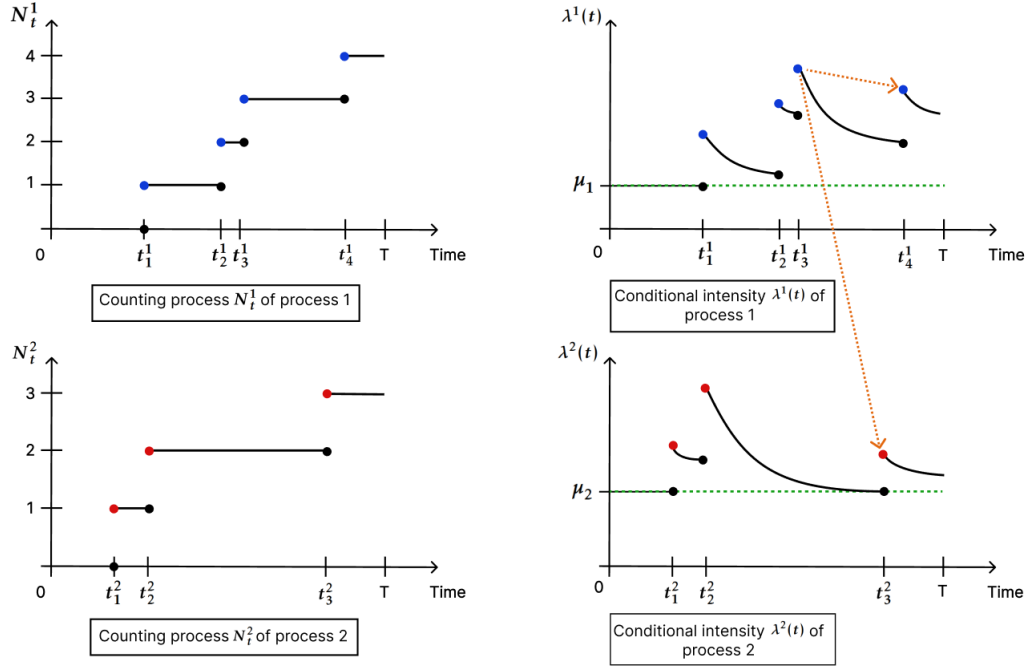 N_t^1
4
3
2
1
0
t_1^1 t_2^1 t_3^1 t_4^1 T Time
Counting process N_t^1 of process 1
λ^1(t)
μ_1
0
t_1^1 t_2^1 t_3^1 t_4^1 T Time
Conditional intensity λ^1(t) of
process 1
N_t^2
3
2
1
0
t_1^2 t_2^2 t_3^2 T Time
Counting process N_t^2 of process 2
λ^2(t)
μ_2
0
t_1^2 t_2^2 t_3^2 T Time
Conditional intensity λ^2(t) of
process 2